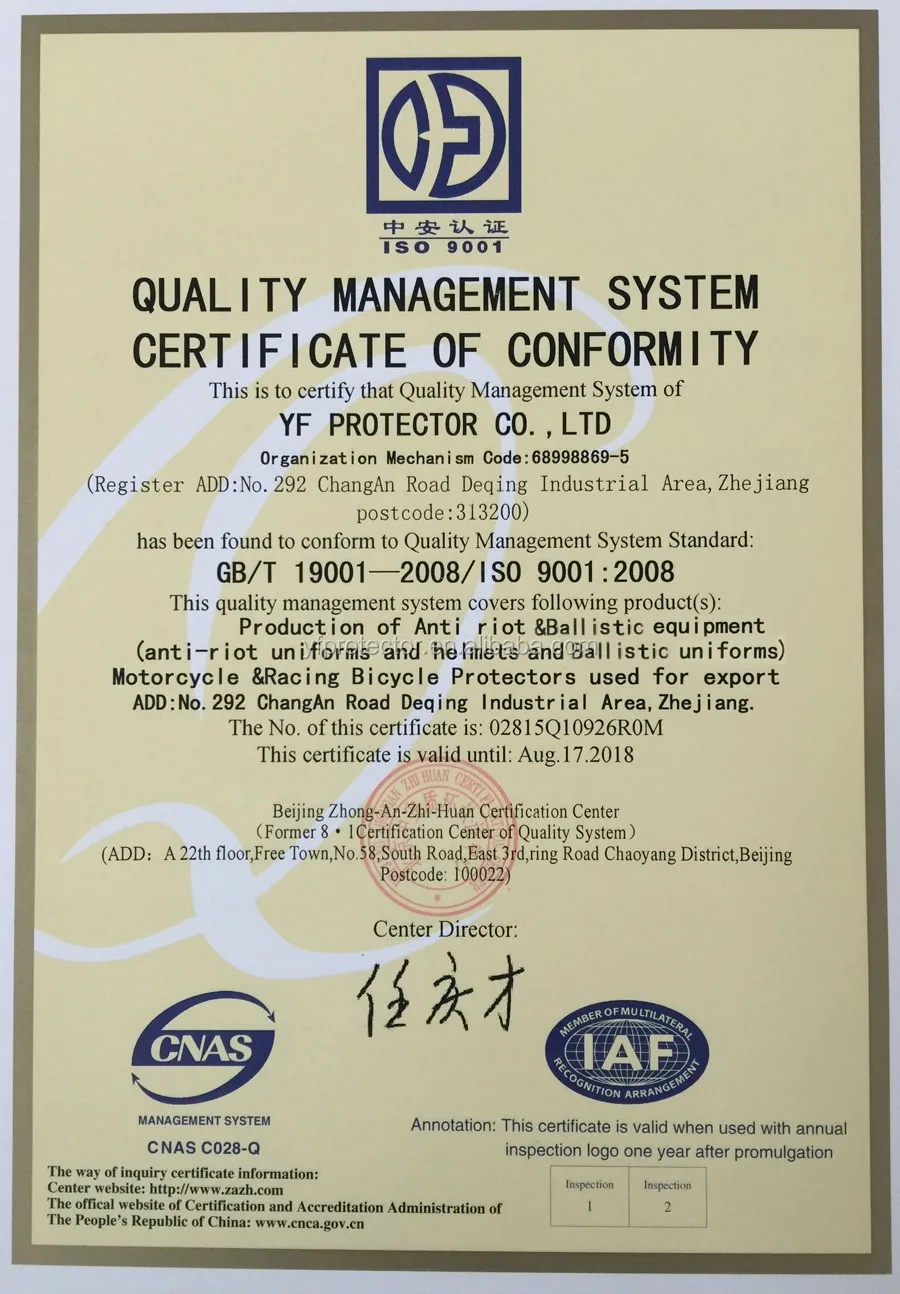 中安认证
ISO 9001
QUALITY MANAGEMENT SYSTEM
CERTIFICATE OF CONFORMITY
This is to certify that Quality Management System of
YF PROTECTOR CO.,LTD
Organization Mechanism Code:68998869-5
(Register ADD:No.292 ChangAn Road Deqing Industrial Area,Zhejiang
postcode:313200)
has been found to conform to Quality Management System Standard:
GB/T 19001—2008/ISO 9001:2008
This quality management system covers following product(s):
Production of Anti riot &Ballistic equipment
(anti-riot uniforms and helmets and Ballistic uniforms)
yfprotector.en.alibaba.com
Motorcycle &Racing Bicycle Protectors used for export
ADD:No.292 ChangAn Road Deqing Industrial Area,Zhejiang.
The No. of this certificate is: 02815Q10926R0M
This certificate is valid until: Aug.17.2018
Beijing Zhong-An-Zhi-Huan Certification Center
(Former 8·1Certification Center of Quality System)
(ADD: A 22th floor,Free Town,No.58,South Road,East 3rd,ring Road Chaoyang District,Beijing
Postcode: 100022)
Center Director:
任庆才
CNAS
MANAGEMENT SYSTEM
CNAS C028-Q
MEMBER OF MULTILATERAL
IAF
RECOGNITION ARRANGEMENT
Annotation: This certificate is valid when used with annual
inspection logo one year after promulgation
The way of inquiry certificate information:
Center website: http://www.zazh.com
The offical website of Certification and Accreditation Administration of
The People's Republic of China: www.cnca.gov.cn
Inspection Inspection
1 2